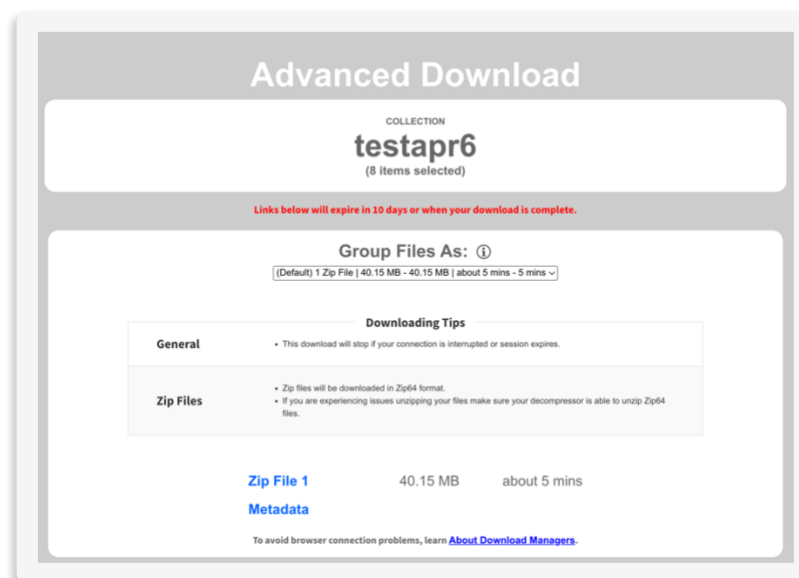 Advanced Download
COLLECTION
testapr6
(8 items selected)
Links below will expire in 10 days or when your download is complete.
Group Files As: ⓘ
(Default) 1 Zip File | 40.15 MB - 40.15 MB | about 5 mins - 5 mins
Downloading Tips
General
• This download will stop if your connection is interrupted or session expires.
Zip Files
• Zip files will be downloaded in Zip64 format.
• If you are experiencing issues unzipping your files make sure your decompressor is able to unzip Zip64
files.
Zip File 1 40.15 MB about 5 mins
Metadata
To avoid browser connection problems, learn About Download Managers.